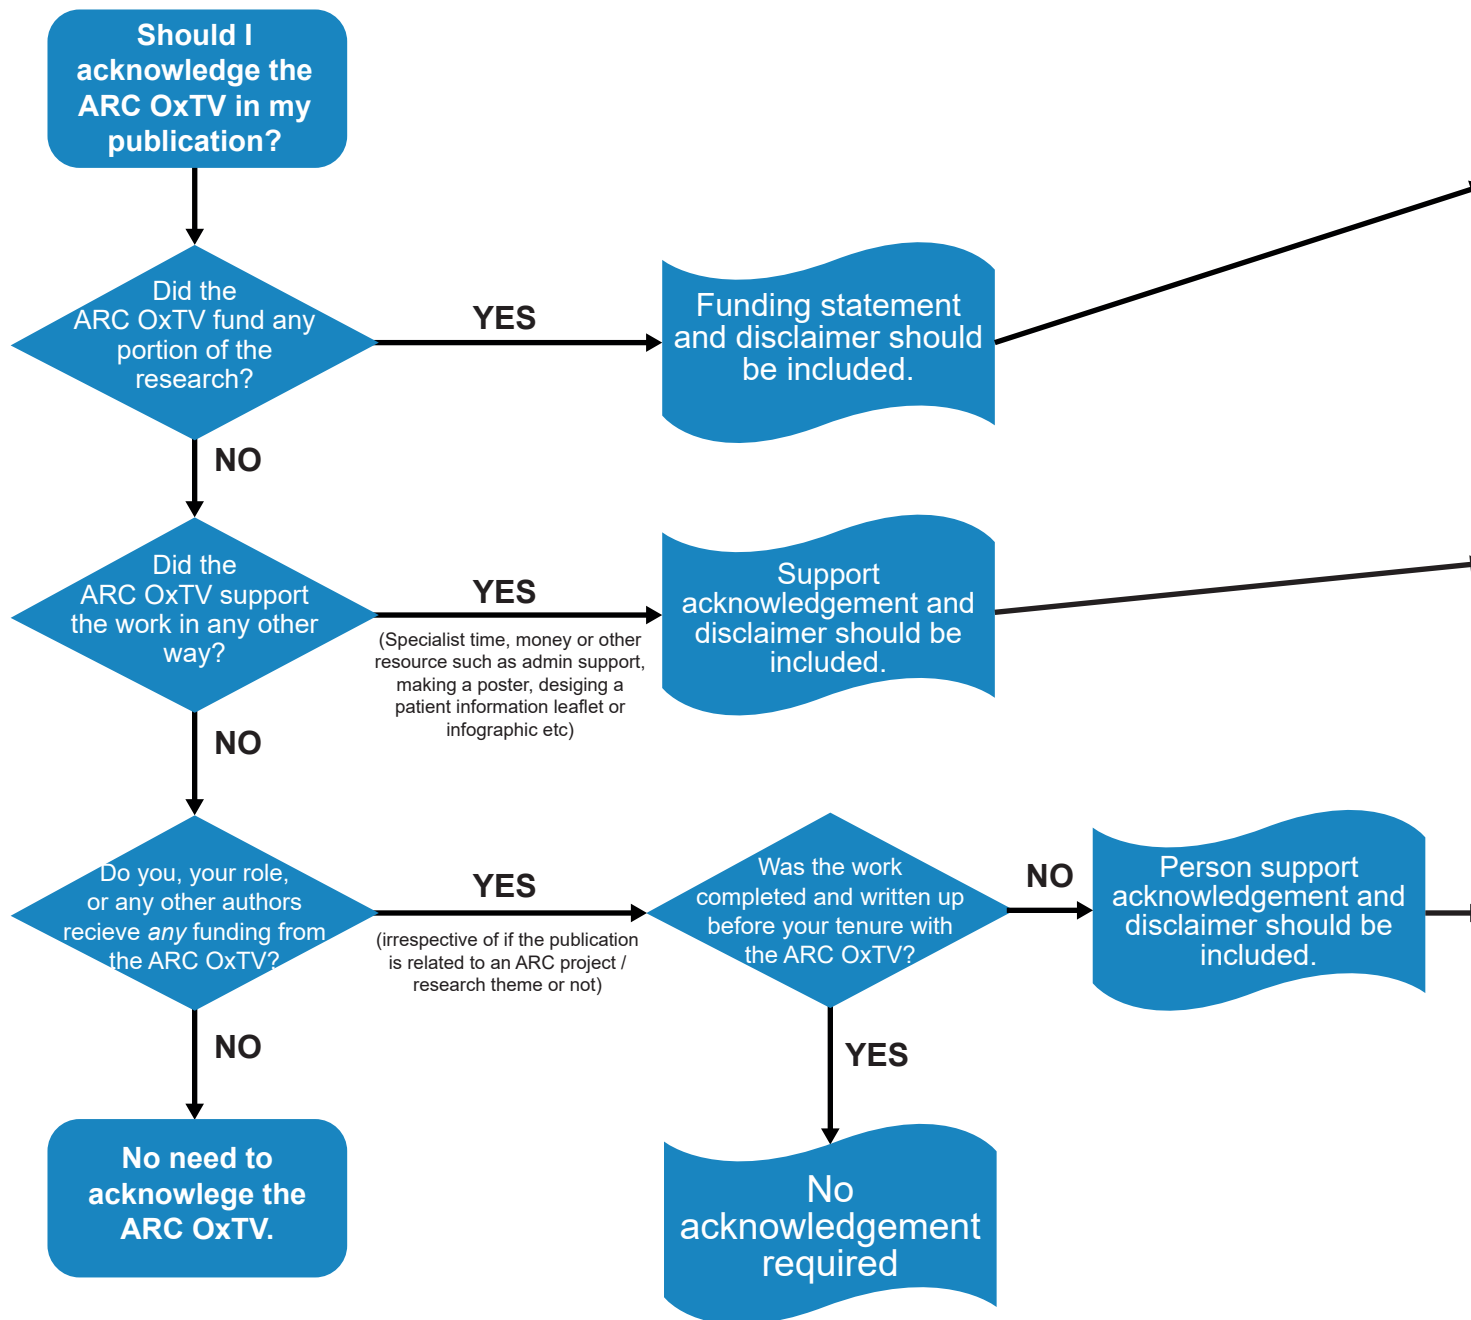 Should I
acknowledge the
ARC OxTV in my
publication?
Did the
ARC OxTV fund any
portion of the
research?
YES
Funding statement
and disclaimer should
be included.
NO
Did the
ARC OxTV support
the work in any other
way?
YES
(Specialist time, money or other
resource such as admin support,
making a poster, desiging a
patient information leaflet or
infographic etc)
Support
acknowledgement and
disclaimer should be
included.
NO
Do you, your role,
or any other authors
recieve any funding from
the ARC OxTV?
YES
(irrespective of if the publication
is related to an ARC project /
research theme or not)
Was the work
completed and written up
before your tenure with
the ARC OxTV?
NO
Person support
acknowledgement and
disclaimer should be
included.
NO
YES
No need to
acknowlege the
ARC OxTV.
No
acknowledgement
required